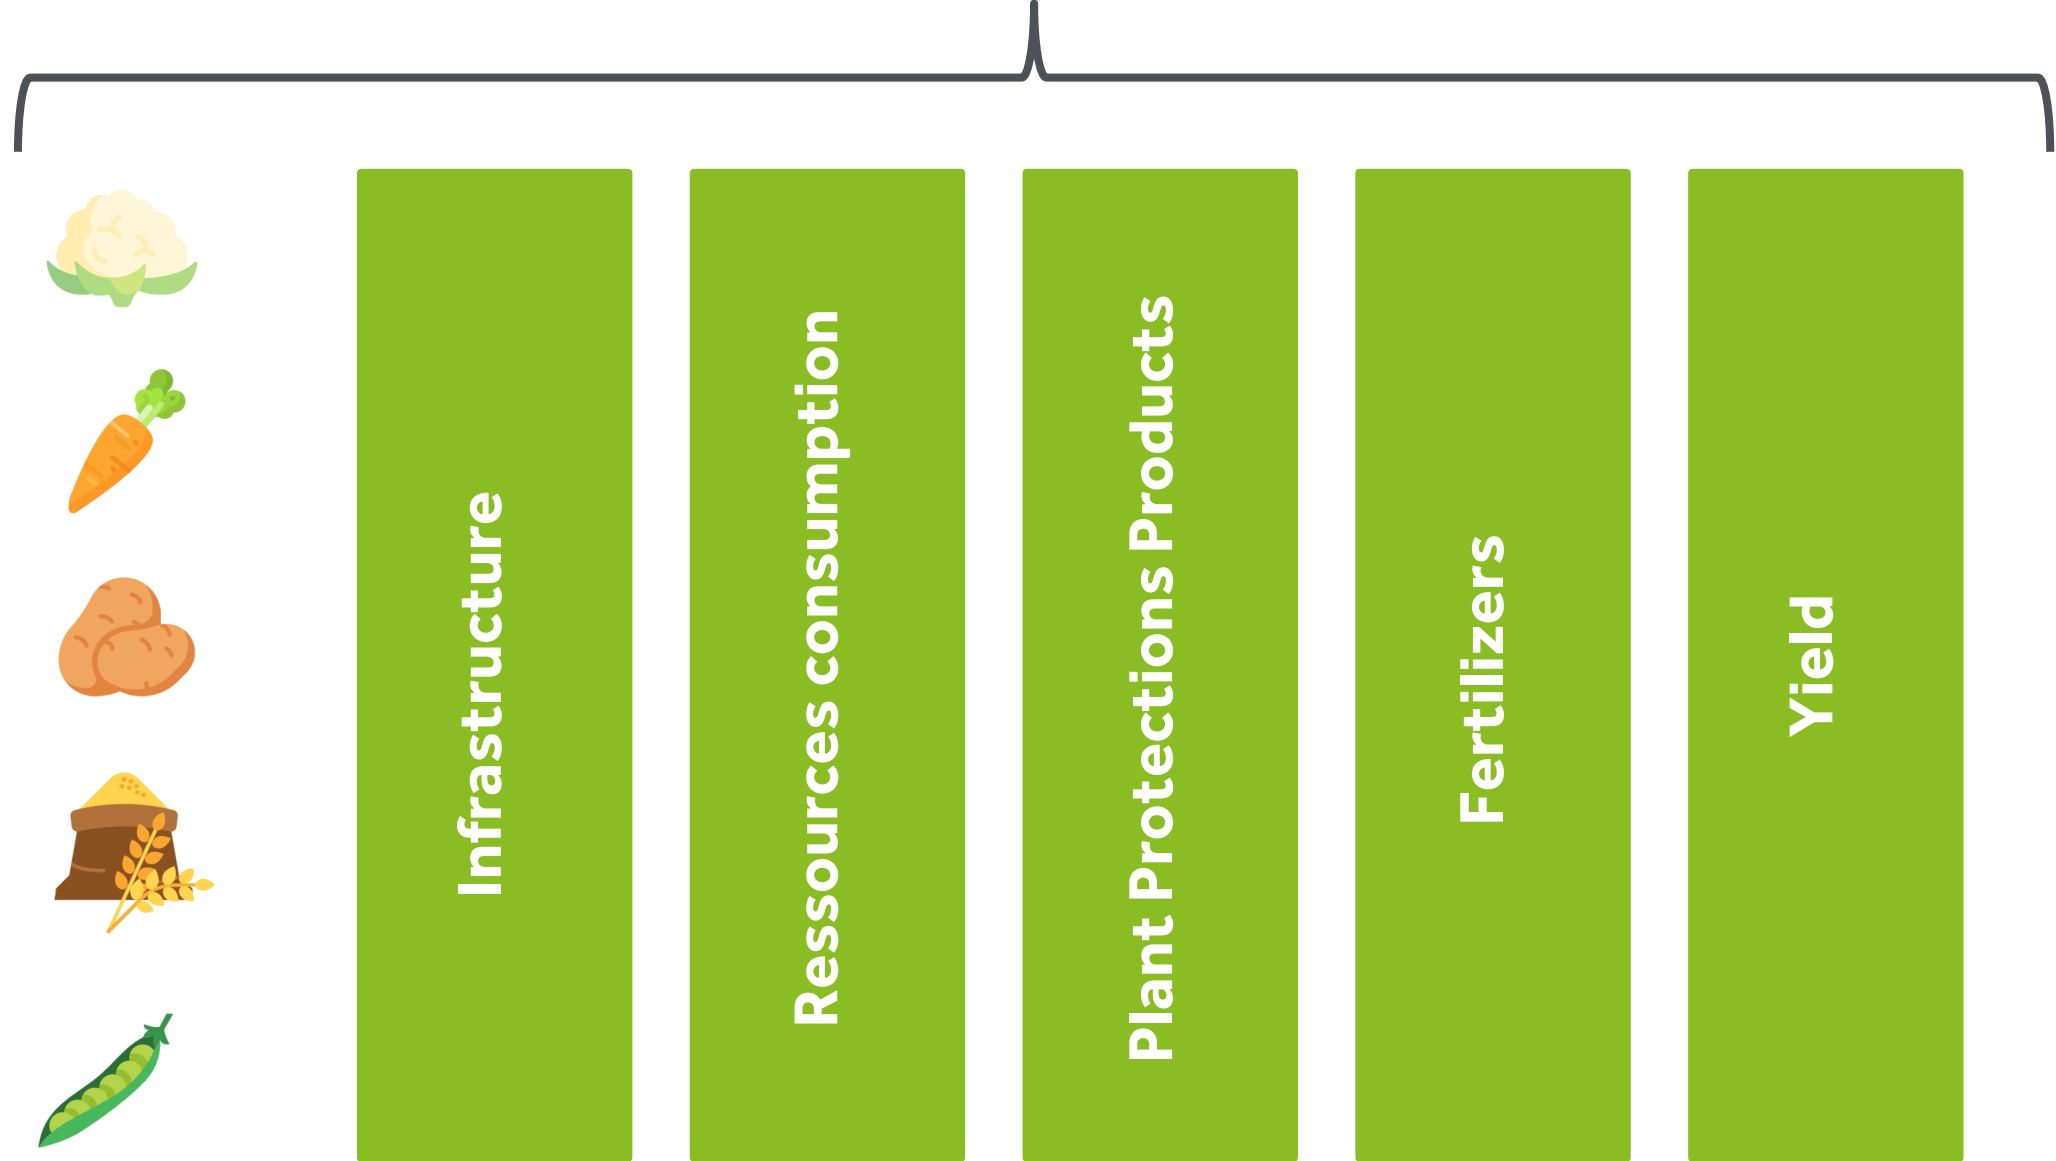 Infrastructure
Ressources consumption
Plant Protections Products
Fertilizers
Yield